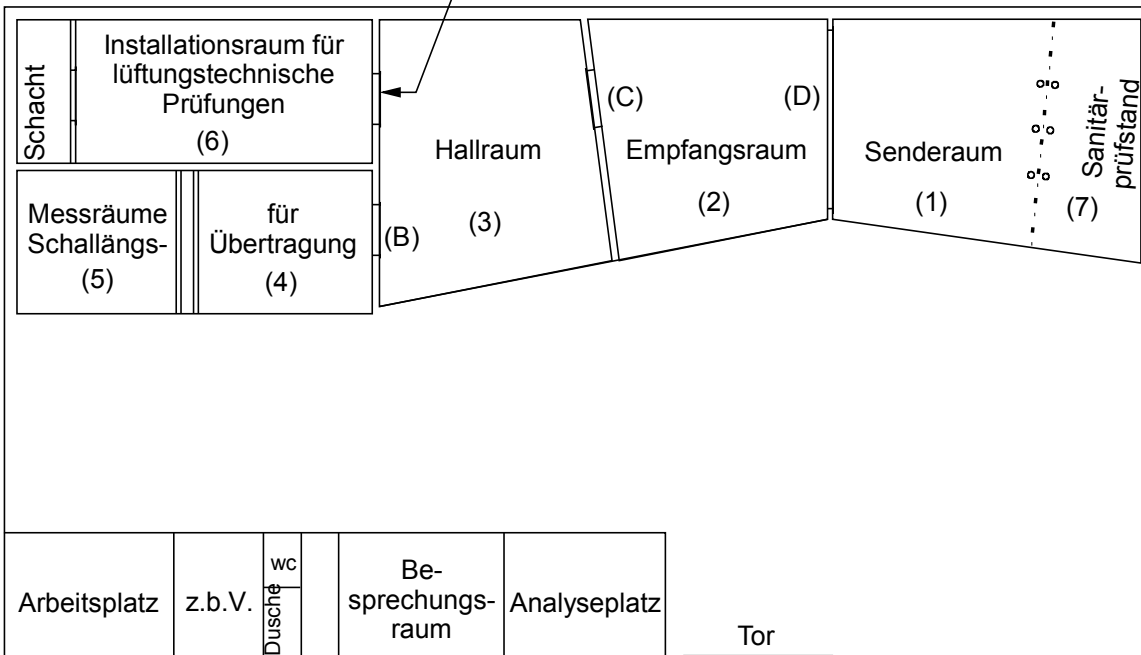 Schacht
Installationsraum für
lüftungstechnische
Prüfungen
(6)
Messräume
Schallängs-
(5)
für
Übertragung
(4)
(B)
Hallraum
(3)
(C)
Empfangsraum
(2)
(D)
Senderaum
(1)
Sanitär-
prüfstand
(7)
Arbeitsplatz
z.b.V.
wc
Dusche
Be-
sprechungs-
raum
Analyseplatz
Tor